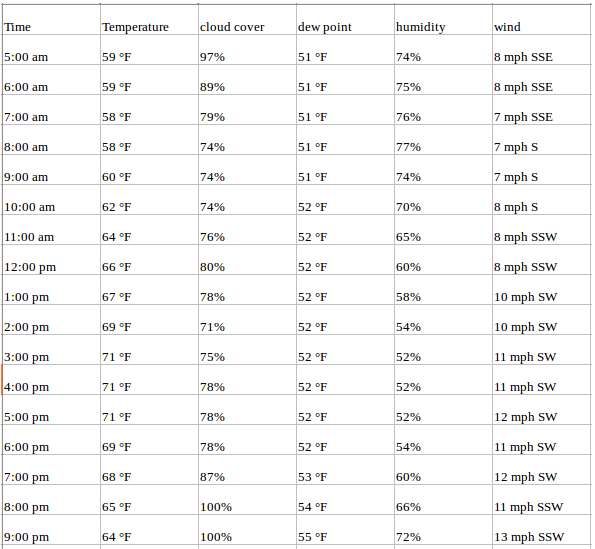 Time Temperature cloud cover dew point humidity wind
5:00 am 59 °F 97% 51 °F 74% 8 mph SSE
6:00 am 59 °F 89% 51 °F 75% 8 mph SSE
7:00 am 58 °F 79% 51 °F 76% 7 mph SSE
8:00 am 58 °F 74% 51 °F 77% 7 mph S
9:00 am 60 °F 74% 51 °F 74% 7 mph S
10:00 am 62 °F 74% 52 °F 70% 8 mph S
11:00 am 64 °F 76% 52 °F 65% 8 mph SSW
12:00 pm 66 °F 80% 52 °F 60% 8 mph SSW
1:00 pm 67 °F 78% 52 °F 58% 10 mph SW
2:00 pm 69 °F 71% 52 °F 54% 10 mph SW
3:00 pm 71 °F 75% 52 °F 52% 11 mph SW
4:00 pm 71 °F 78% 52 °F 52% 11 mph SW
5:00 pm 71 °F 78% 52 °F 52% 12 mph SW
6:00 pm 69 °F 78% 52 °F 54% 11 mph SW
7:00 pm 68 °F 87% 53 °F 60% 12 mph SW
8:00 pm 65 °F 100% 54 °F 66% 11 mph SSW
9:00 pm 64 °F 100% 55 °F 72% 13 mph SSW